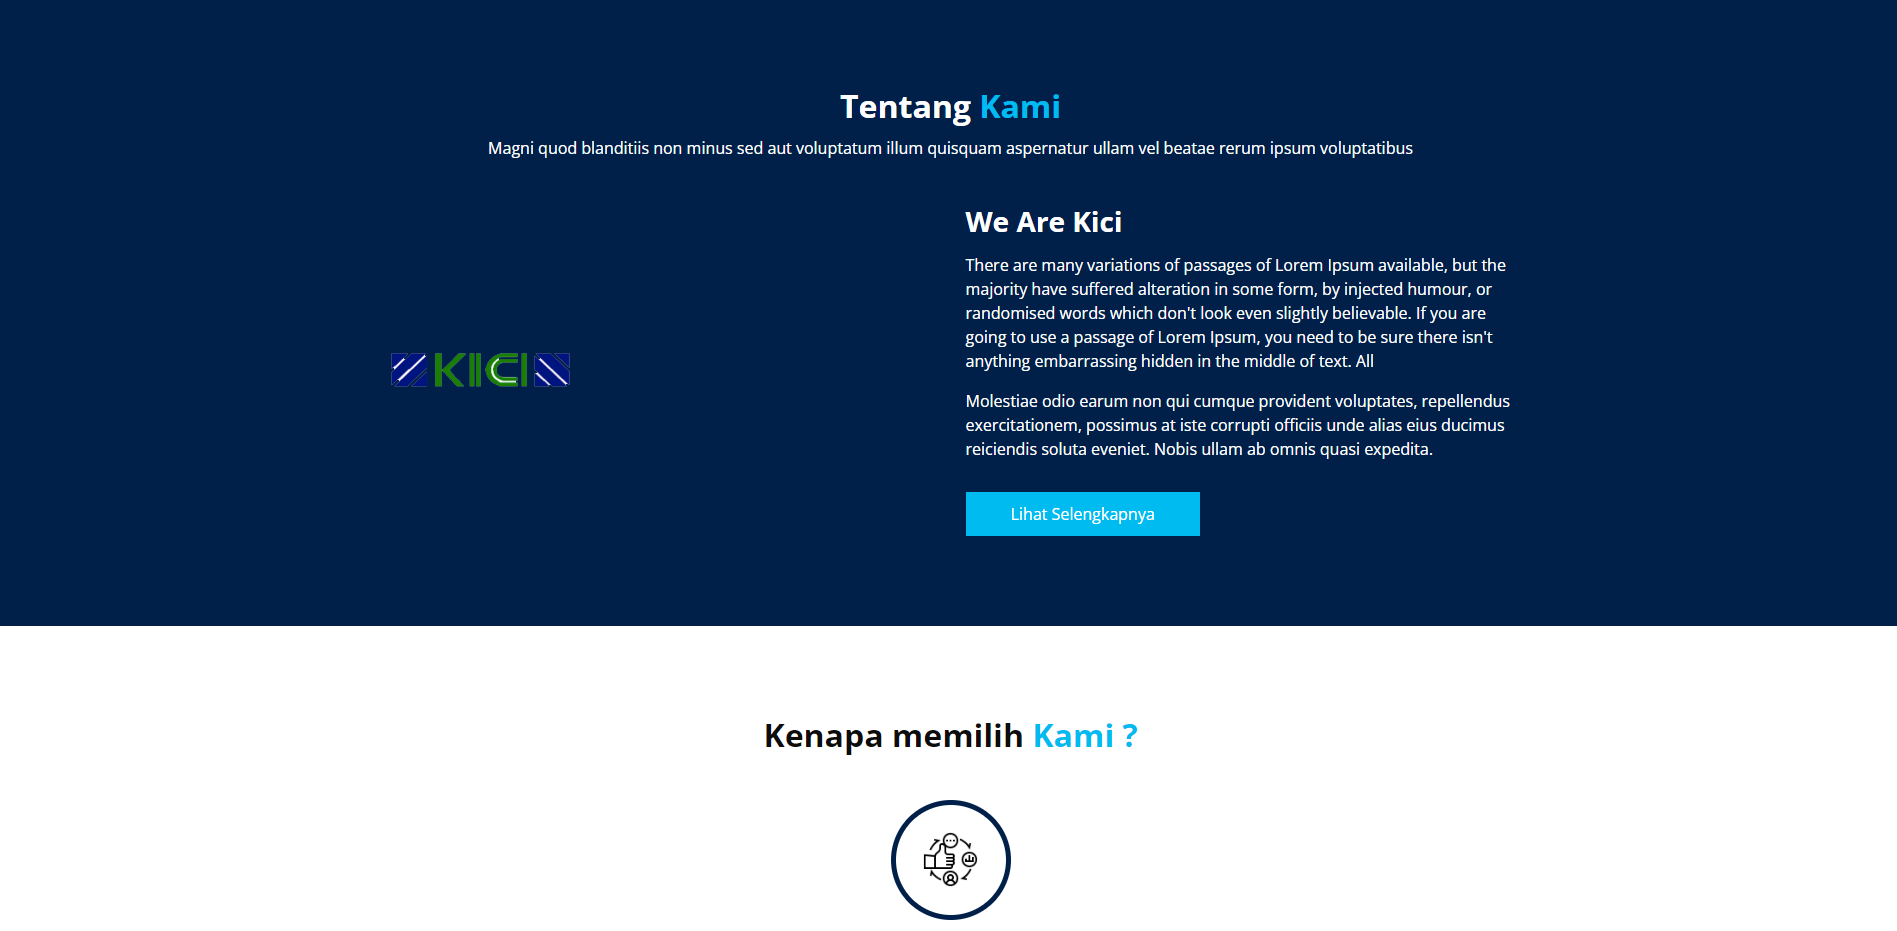 Tentang Kami
Magni quod blanditiis non minus sed aut voluptatum illum quisquam aspernatur ullam vel beatae rerum ipsum voluptatibus
KICI
We Are Kici
There are many variations of passages of Lorem Ipsum available, but the
majority have suffered alteration in some form, by injected humour, or
randomised words which don't look even slightly believable. If you are
going to use a passage of Lorem Ipsum, you need to be sure there isn't
anything embarrassing hidden in the middle of text. All
Molestiae odio earum non qui cumque provident voluptates, repellendus
exercitationem, possimus at iste corrupti officiis unde alias eius ducimus
reiciendis soluta eveniet. Nobis ullam ab omnis quasi expedita.
Lihat Selengkapnya
Kenapa memilih Kami ?